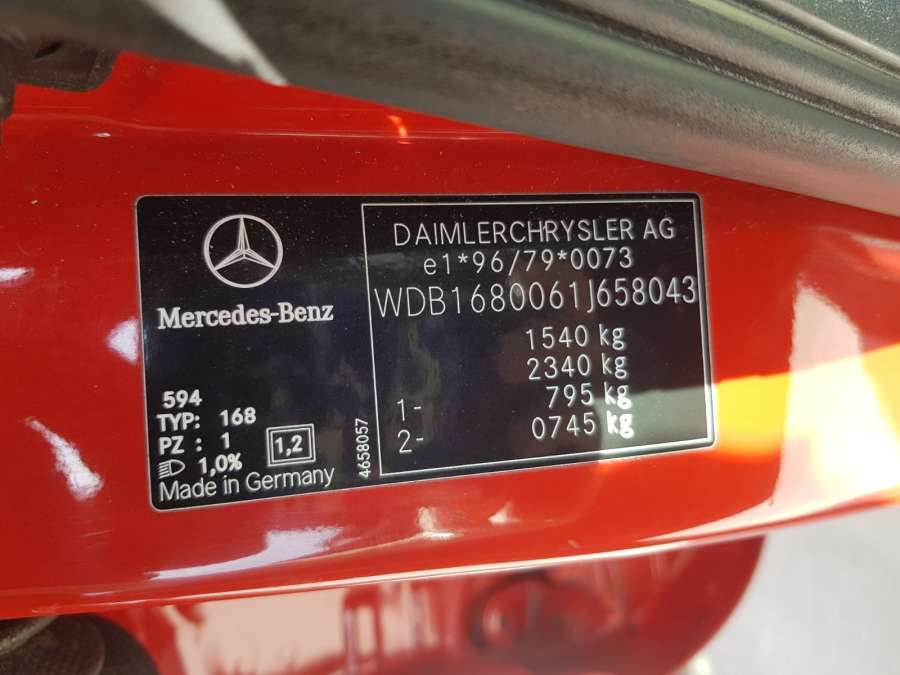 Mercedes-Benz
594
TYP: 168
PZ : 1
1,2
1,0%
Made in Germany
4658057
DAIMLERCHRYSLER AG
e1*96/79*0073
WDB1680061J658043
1540 kg
2340 kg
1- 795 kg
2- 0745 kg